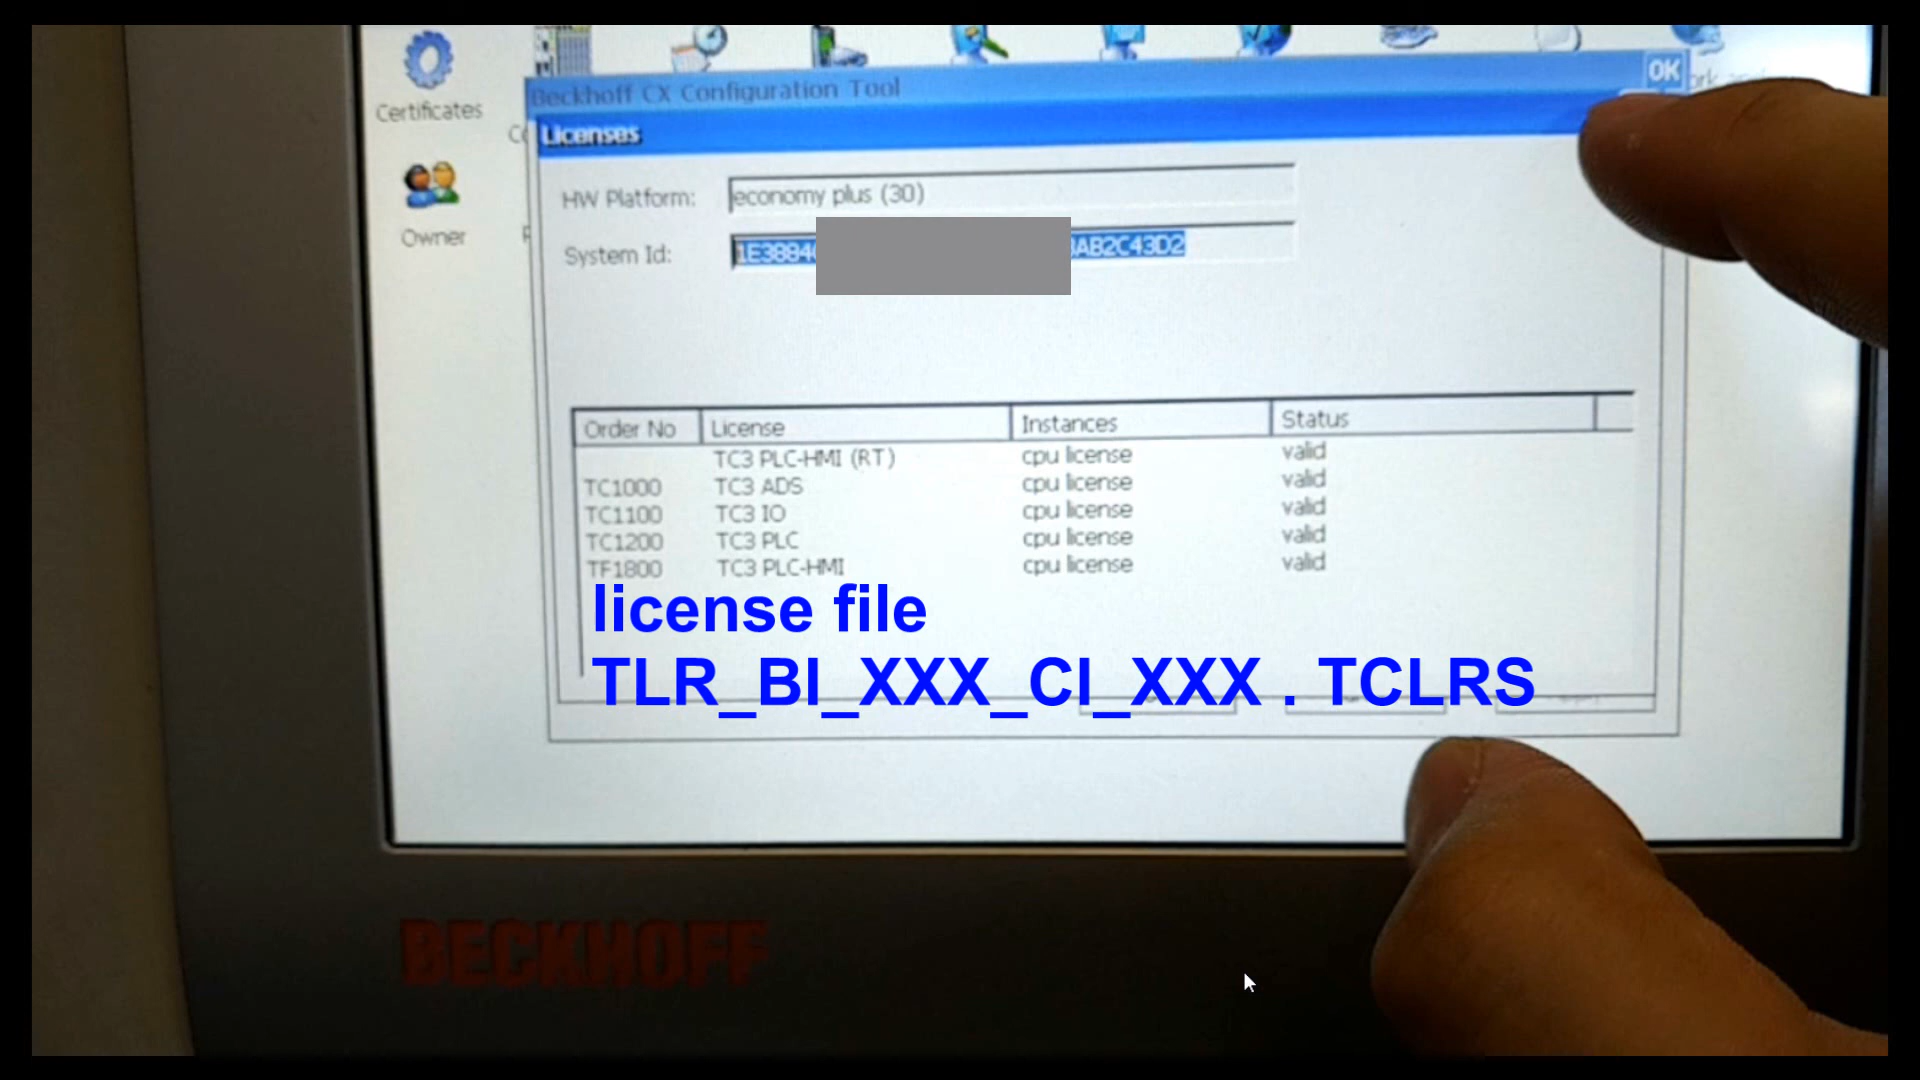 Certificates
Owner
Beckhoff CX Configuration Tool
OK
Licenses
HW Platform: economy plus (30)
System Id: 1E3884 AB2C43D2
Order No License Instances Status
TC3 PLC-HMI (RT) cpu license valid
TC1000 TC3 ADS cpu license valid
TC1100 TC3 IO cpu license valid
TC1200 TC3 PLC cpu license valid
TF1800 TC3 PLC-HMI cpu license valid
license file
TLR_BI_XXX_CI_XXX . TCLRS
BECKHOFF